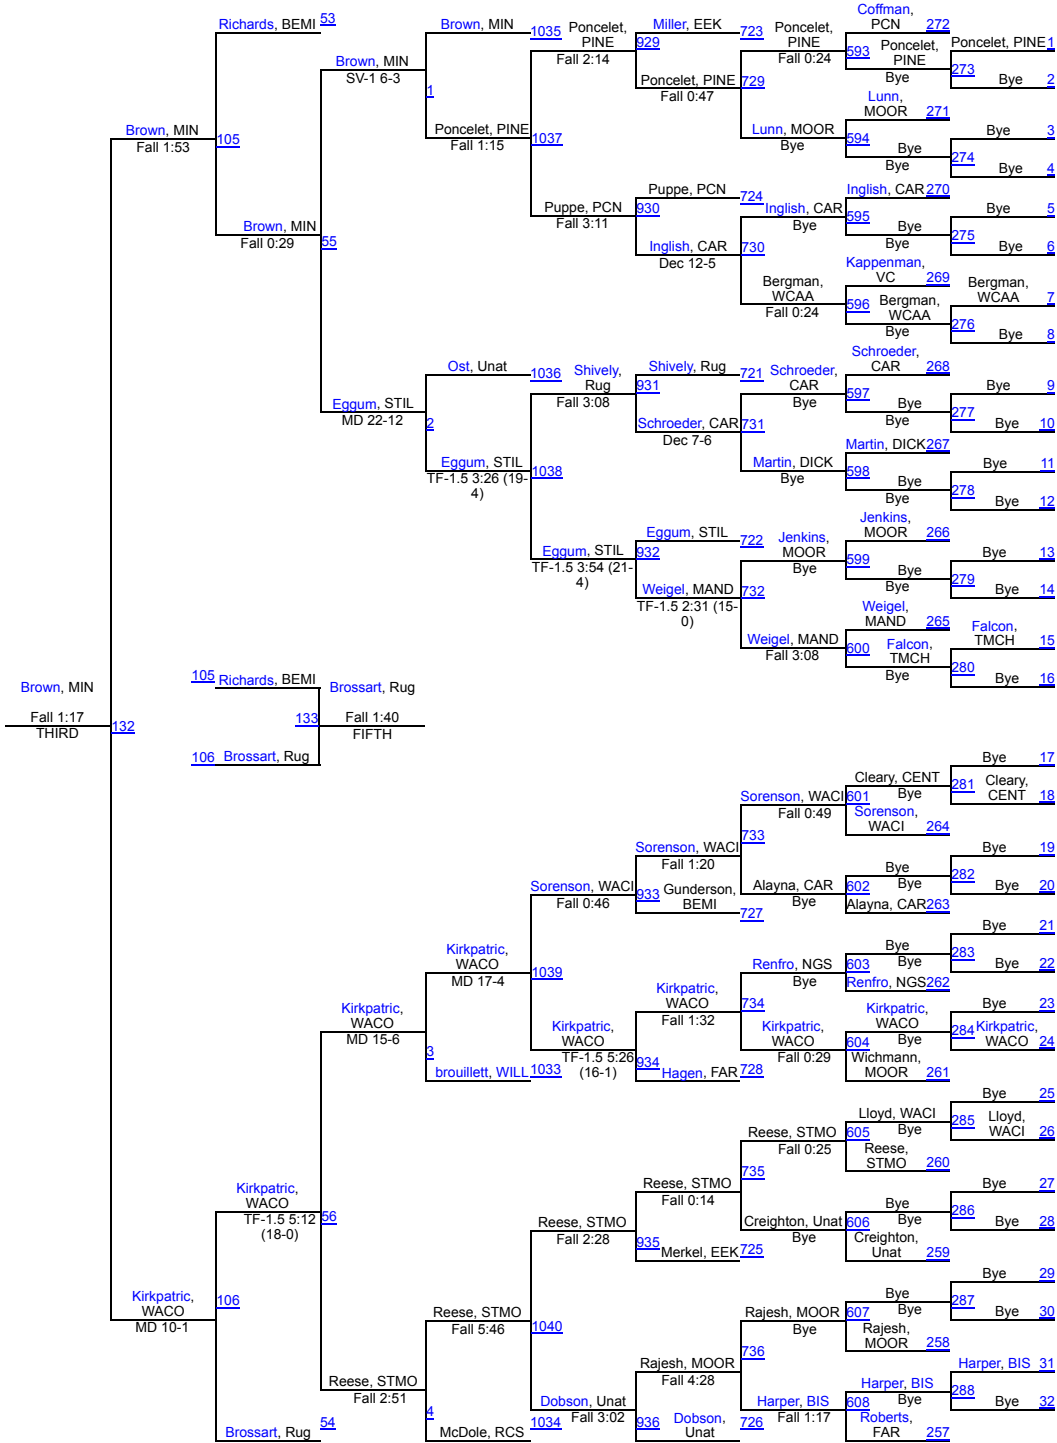 Richards, BEMI 53
Brown, MIN 1035
Poncelet,
PINE
Fall 2:14
Miller, EEK 723
929
Poncelet,
PINE
Fall 0:24
Coffman,
PCN 272
593 Poncelet,
PINE
Bye
Poncelet, PINE 1
273
Bye 2
Brown, MIN
SV-1 6-3
1
Poncelet, PINE 729
Fall 0:47
Lunn,
MOOR 271
Brown, MIN
Fall 1:53
105
Poncelet, PINE 1037
Fall 1:15
Lunn, MOOR 594
Bye
Bye
Bye
Bye 3
274
Bye 4
Puppe, PCN 724
Puppe, PCN 930
Fall 3:11
Inglish, CAR
Bye
Inglish, CAR 270
595
Bye
Bye
Bye 5
275
Bye 6
Brown, MIN
Fall 0:29
55
Inglish, CAR 730
Dec 12-5
Bergman,
WCAA
Fall 0:24
Kappenman,
VC 269
596 Bergman,
WCAA
Bye
Bergman,
WCAA 7
276
Bye 8
Ost, Unat 1036
Shively,
Rug
Fall 3:08
Shively, Rug 721
931
Schroeder,
CAR
Bye
Schroeder,
CAR 268
597
Bye
Bye
Bye 9
277
Bye 10
Eggum, STIL
MD 22-12
2
Schroeder, CAR 731
Dec 7-6
Eggum, STIL 1038
TF-1.5 3:26 (19-
4)
Martin, DICK
Bye
Martin, DICK 267
598
Bye
Bye
Bye 11
278
Bye 12
Eggum, STIL 722
Eggum, STIL 932
TF-1.5 3:54 (21-
4)
Jenkins,
MOOR
Bye
Jenkins,
MOOR 266
599
Bye
Bye
Bye 13
279
Bye 14
Weigel, MAND 732
TF-1.5 2:31 (15-
0)
Weigel, MAND
Fall 3:08
Weigel,
MAND 265
600 Falcon,
TMCH
Bye
Falcon,
TMCH 15
280
Bye 16
Brown, MIN
Fall 1:17
THIRD
132
105 Richards, BEMI
133
106 Brossart, Rug
Brossart, Rug
Fall 1:40
FIFTH
Sorenson, WACI
Fall 0:49
Cleary, CENT
601 Bye
Sorenson,
WACI 264
Bye 17
281 Cleary,
CENT 18
733
Sorenson, WACI
Fall 1:20
Sorenson, WACI
Fall 0:46
933 Gunderson,
BEMI 727
Alayna, CAR
Bye
Bye
602 Bye
Alayna, CAR 263
Bye 19
282
Bye 20
Kirkpatric,
WACO
MD 17-4
1039
Renfro, NGS
Bye
Bye
603 Bye
Renfro, NGS 262
Bye 21
283
Bye 22
Kirkpatric,
WACO
MD 15-6
3
brouillett, WILL 1033
Kirkpatric,
WACO
TF-1.5 5:26
(16-1)
Kirkpatric,
WACO
Fall 1:32
934
Hagen, FAR 728
734
Kirkpatric,
WACO
Fall 0:29
Kirkpatric,
WACO
604 Bye
Wichmann,
MOOR 261
Bye 23
284 Kirkpatric,
WACO 24
Reese, STMO
Fall 0:25
Lloyd, WACI
605 Bye
Reese,
STMO 260
Bye 25
285 Lloyd,
WACI 26
735
Kirkpatric,
WACO
TF-1.5 5:12
(18-0)
56
Reese, STMO
Fall 0:14
Reese, STMO
Fall 2:28
935
Merkel, EEK 725
Creighton, Unat
Bye
Bye
606 Bye
Creighton,
Unat 259
Bye 27
286
Bye 28
Kirkpatric,
WACO
MD 10-1
106
Reese, STMO
Fall 5:46
1040
Rajesh, MOOR
Bye
Bye
607 Bye
Rajesh,
MOOR 258
Bye 29
287
Bye 30
736
Rajesh, MOOR
Fall 4:28
Reese, STMO
Fall 2:51
4
McDole, RCS 1034
Dobson, Unat
Fall 3:02
936 Dobson,
Unat 726
Harper, BIS
Fall 1:17
Harper, BIS
608 Bye
Roberts,
FAR 257
Harper, BIS 31
288
Bye 32
Brossart, Rug 54